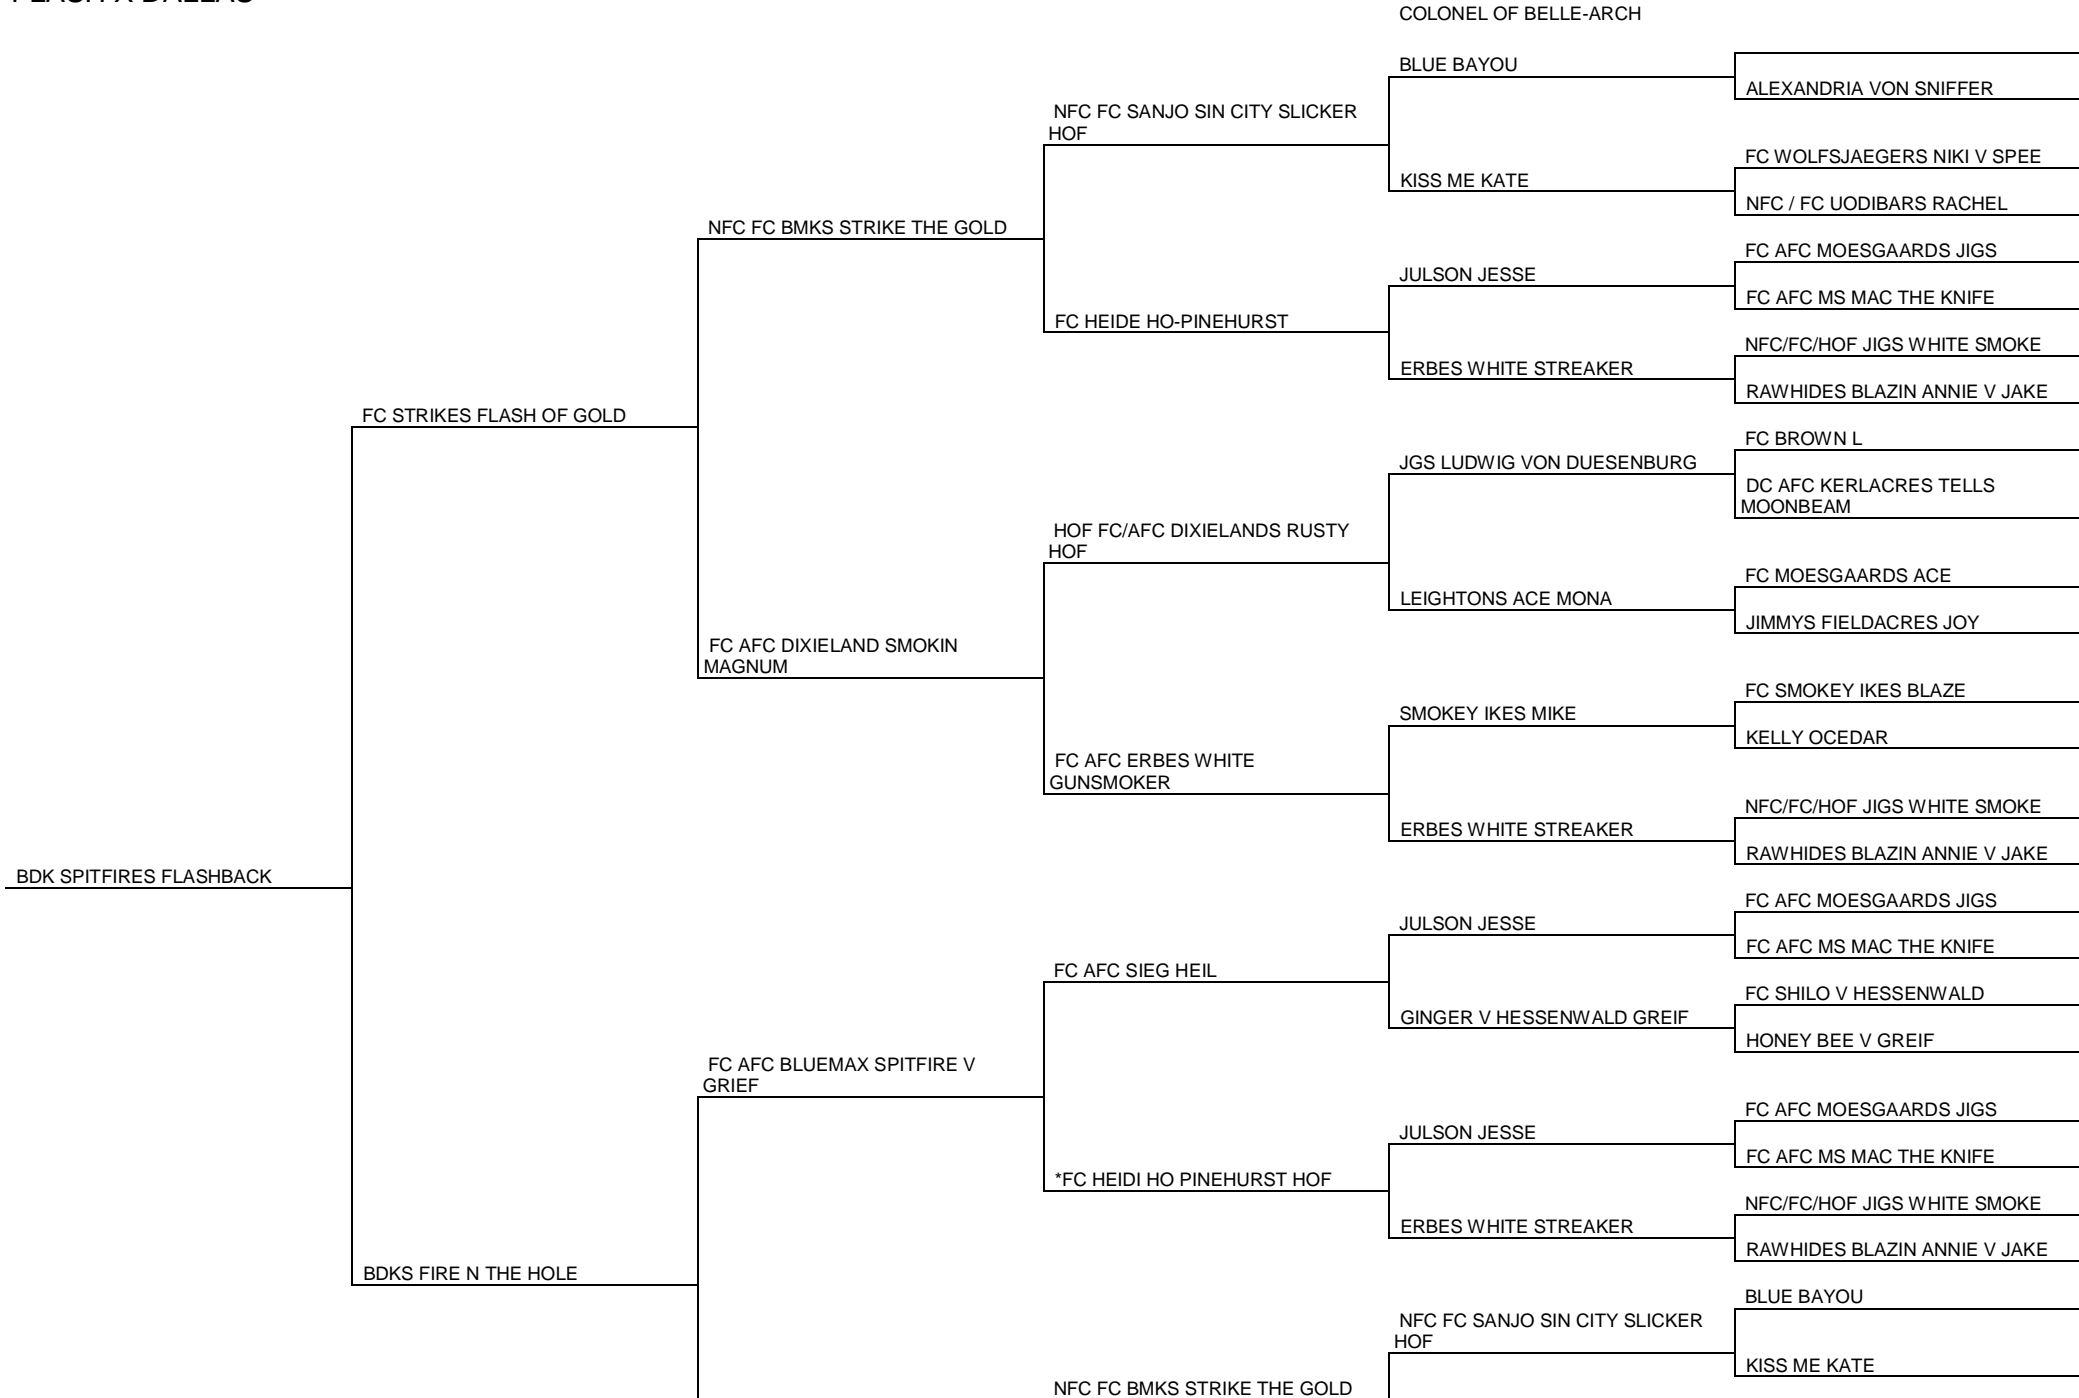 FLASH X DALLAS
COLONEL OF BELLE-ARCH
BLUE BAYOU
ALEXANDRIA VON SNIFFER
NFC FC SANJO SIN CITY SLICKER
HOF
FC WOLFSJAEGERS NIKI V SPEE
KISS ME KATE
NFC / FC UODIBARS RACHEL
NFC FC BMKS STRIKE THE GOLD
FC AFC MOESGAARDS JIGS
JULSON JESSE
FC AFC MS MAC THE KNIFE
FC HEIDE HO-PINEHURST
NFC/FC/HOF JIGS WHITE SMOKE
ERBES WHITE STREAKER
RAWHIDES BLAZIN ANNIE V JAKE
FC STRIKES FLASH OF GOLD
FC BROWN L
JGS LUDWIG VON DUESENBURG
DC AFC KERLACRES TELLS
MOONBEAM
HOF FC/AFC DIXIELANDS RUSTY
HOF
FC MOESGAARDS ACE
LEIGHTONS ACE MONA
JIMMYS FIELDACRES JOY
FC AFC DIXIELAND SMOKIN
MAGNUM
FC SMOKEY IKES BLAZE
SMOKEY IKES MIKE
KELLY OCEDAR
FC AFC ERBES WHITE
GUNSMOKER
NFC/FC/HOF JIGS WHITE SMOKE
ERBES WHITE STREAKER
RAWHIDES BLAZIN ANNIE V JAKE
BDK SPITFIRES FLASHBACK
FC AFC MOESGAARDS JIGS
JULSON JESSE
FC AFC MS MAC THE KNIFE
FC AFC SIEG HEIL
FC SHILO V HESSENWALD
GINGER V HESSENWALD GREIF
HONEY BEE V GREIF
FC AFC BLUEMAX SPITFIRE V
GRIEF
FC AFC MOESGAARDS JIGS
JULSON JESSE
FC AFC MS MAC THE KNIFE
*FC HEIDI HO PINEHURST HOF
NFC/FC/HOF JIGS WHITE SMOKE
ERBES WHITE STREAKER
RAWHIDES BLAZIN ANNIE V JAKE
BDKS FIRE N THE HOLE
BLUE BAYOU
NFC FC SANJO SIN CITY SLICKER
HOF
KISS ME KATE
NFC FC BMKS STRIKE THE GOLD